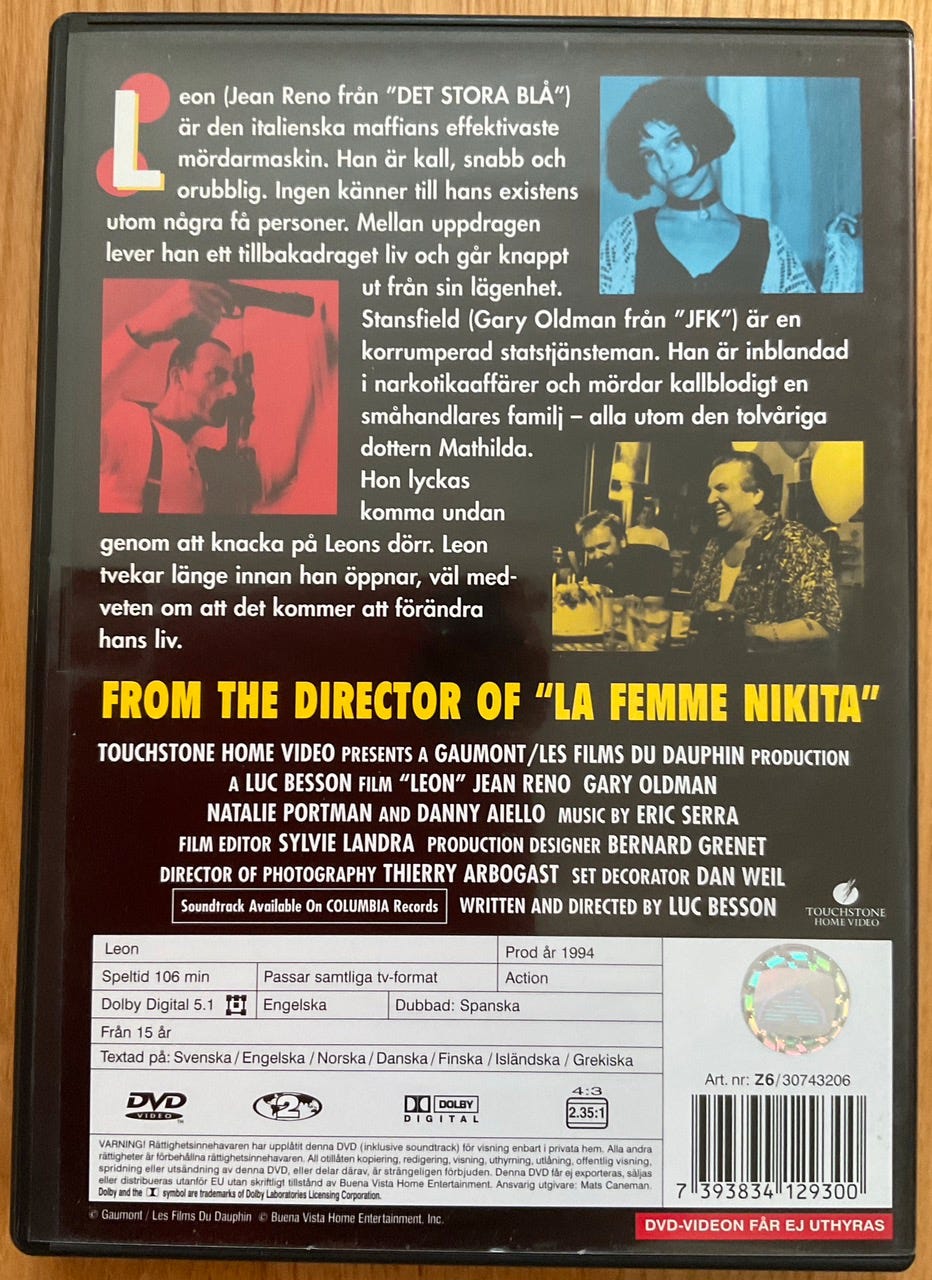 Leon (Jean Reno från ”DET STORA BLÅ”)
är den italienska maffians effektivaste
mördarmaskin. Han är kall, snabb och
orubblig. Ingen känner till hans existens
utom några få personer. Mellan uppdragen
lever han ett tillbakadraget liv och går knappt
ut från sin lägenhet.
Stansfield (Gary Oldman från ”JFK”) är en
korrumperad statstjänsteman. Han är inblandad
i narkotikaaffärer och mördar kallblodigt en
småhandlares familj – alla utom den tolvåriga
dottern Mathilda.
Hon lyckas
komma undan
genom att knacka på Leons dörr. Leon
tvekar länge innan han öppnar, väl med-
veten om att det kommer att förändra
hans liv.
FROM THE DIRECTOR OF “LA FEMME NIKITA”
TOUCHSTONE HOME VIDEO PRESENTS A GAUMONT/LES FILMS DU DAUPHIN PRODUCTION
A LUC BESSON FILM “LEON” JEAN RENO GARY OLDMAN
NATALIE PORTMAN AND DANNY AIELLO MUSIC BY ERIC SERRA
FILM EDITOR SYLVIE LANDRA PRODUCTION DESIGNER BERNARD GRENET
DIRECTOR OF PHOTOGRAPHY THIERRY ARBOGAST SET DECORATOR DAN WEIL
Soundtrack Available On COLUMBIA Records WRITTEN AND DIRECTED BY LUC BESSON
TOUCHSTONE
HOME VIDEO
Leon Prod år 1994
Speltid 106 min Passar samtliga tv-format Action
Dolby Digital 5.1 Engelska Dubbad: Spanska
Från 15 år
Textad på: Svenska / Engelska / Norska / Danska / Finska / Isländska / Grekiska
DVD VIDEO™
2
DOLBY DIGITAL
4:3
2.35:1
Art. nr: Z6/30743206
7 393834 129300
VARNING! Rättighetsinnehavaren har upplåtit denna DVD (inklusive soundtrack) för visning enbart i privata hem. Alla andra
rättigheter är förbehållna rättighetsinnehavaren. All otillåten kopiering, redigering, visning, uthyrning, utlåning, offentlig visning,
spridning eller utsändning av denna DVD, eller delar därav, är strängeligen förbjuden. Denna DVD får ej exporteras, säljas
eller distribueras utanför EU utan skriftligt tillstånd av Buena Vista Home Entertainment. Ansvarig utgivare: Mats Caneman.
Dolby and the symbol are trademarks of Dolby Laboratories Licensing Corporation.
© Gaumont / Les Films Du Dauphin © Buena Vista Home Entertainment, Inc.
DVD-VIDEON FÅR EJ UTHYRAS